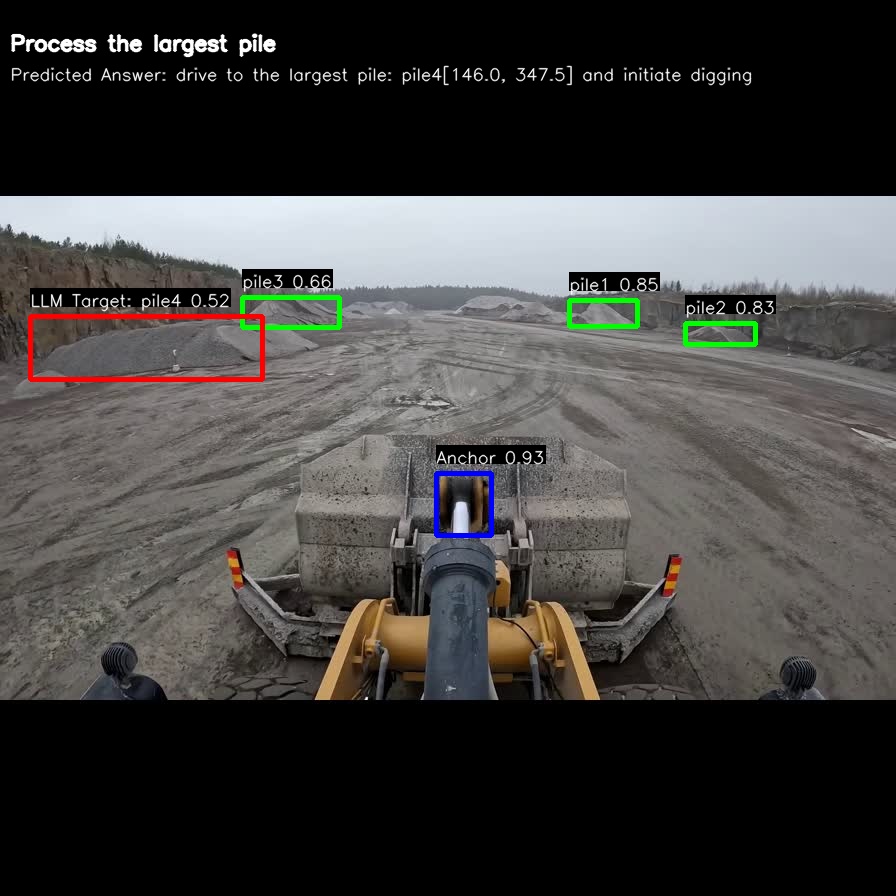 Process the largest pile
Predicted Answer: drive to the largest pile: pile4[146.0, 347.5] and initiate digging
pile3 0.66
pile1 0.85
LLM Target: pile4 0.52
pile2 0.83
Anchor 0.93